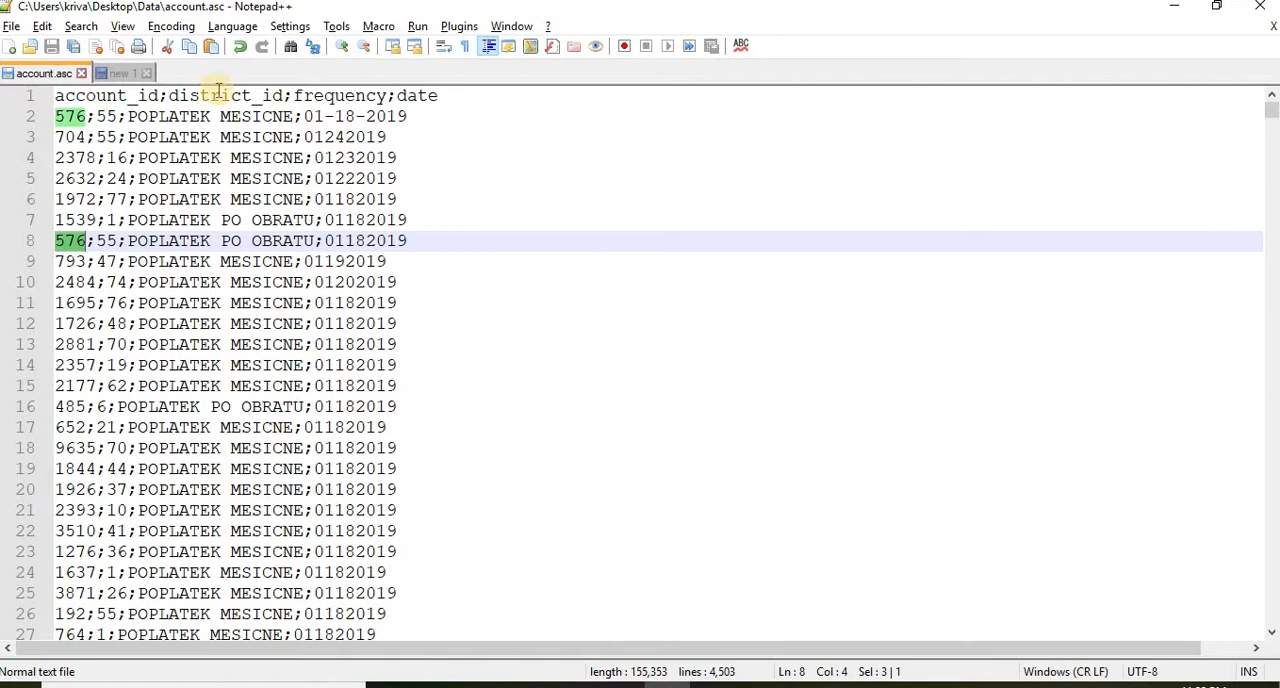 C:\Users\kriva\Desktop\Data\account.asc - Notepad++
File Edit Search View Encoding Language Settings Tools Macro Run Plugins Window ? X
ABC
account.asc new 1
1 account_id;district_id;frequency;date
2 576;55;POPLATEK MESICNE;01-18-2019
3 704;55;POPLATEK MESICNE;01242019
4 2378;16;POPLATEK MESICNE;01232019
5 2632;24;POPLATEK MESICNE;01222019
6 1972;77;POPLATEK MESICNE;01182019
7 1539;1;POPLATEK PO OBRATU;01182019
8 576;55;POPLATEK PO OBRATU;01182019
9 793;47;POPLATEK MESICNE;01192019
10 2484;74;POPLATEK MESICNE;01202019
11 1695;76;POPLATEK MESICNE;01182019
12 1726;48;POPLATEK MESICNE;01182019
13 2881;70;POPLATEK MESICNE;01182019
14 2357;19;POPLATEK MESICNE;01182019
15 2177;62;POPLATEK MESICNE;01182019
16 485;6;POPLATEK PO OBRATU;01182019
17 652;21;POPLATEK MESICNE;01182019
18 9635;70;POPLATEK MESICNE;01182019
19 1844;44;POPLATEK MESICNE;01182019
20 1926;37;POPLATEK MESICNE;01182019
21 2393;10;POPLATEK MESICNE;01182019
22 3510;41;POPLATEK MESICNE;01182019
23 1276;36;POPLATEK MESICNE;01182019
24 1637;1;POPLATEK MESICNE;01182019
25 3871;26;POPLATEK MESICNE;01182019
26 192;55;POPLATEK MESICNE;01182019
27 764;1;POPLATEK MESICNE;01182019
Normal text file length : 155,353 lines : 4,503 Ln : 8 Col : 4 Sel : 3 | 1 Windows (CR LF) UTF-8 INS